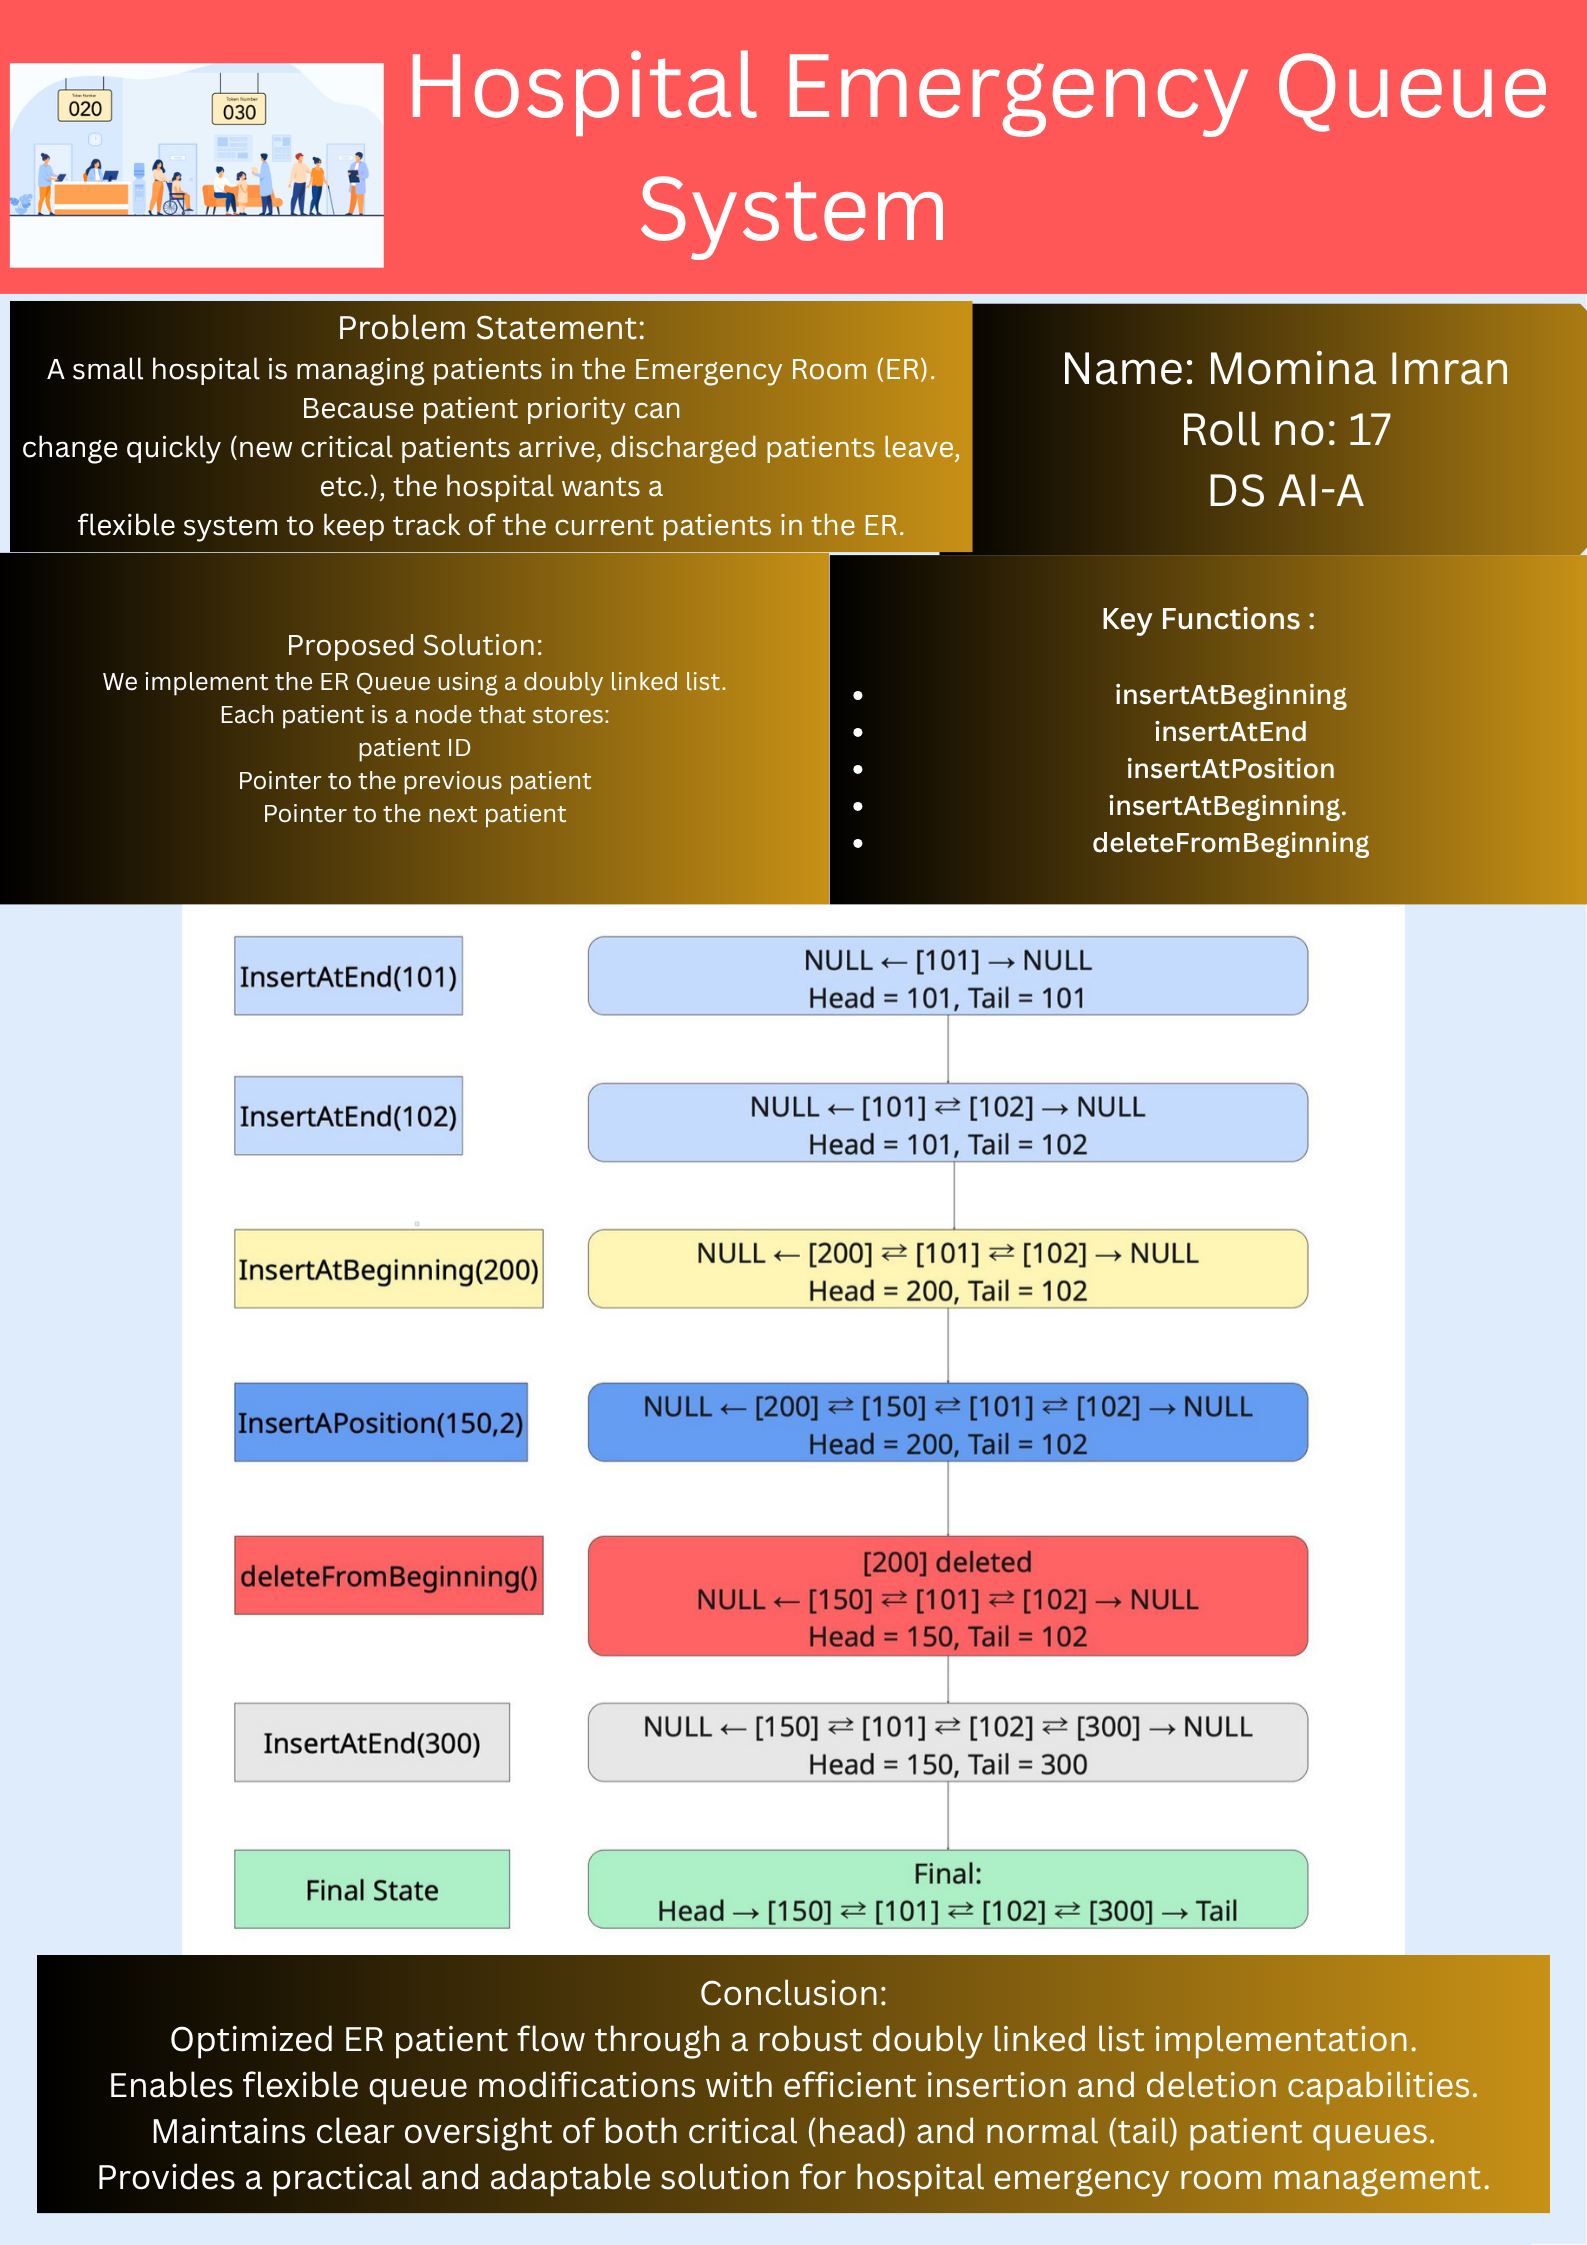 Hospital Emergency Queue
System
Token Number
020
Token Number
030
Problem Statement:
A small hospital is managing patients in the Emergency Room (ER).
Because patient priority can
change quickly (new critical patients arrive, discharged patients leave,
etc.), the hospital wants a
flexible system to keep track of the current patients in the ER.
Name: Momina Imran
Roll no: 17
DS AI-A
Proposed Solution:
We implement the ER Queue using a doubly linked list.
Each patient is a node that stores:
patient ID
Pointer to the previous patient
Pointer to the next patient
Key Functions :
• insertAtBeginning
• insertAtEnd
• insertAtPosition
• insertAtBeginning.
• deleteFromBeginning
InsertAtEnd(101)
NULL ← [101] → NULL
Head = 101, Tail = 101
InsertAtEnd(102)
NULL ← [101] ⇄ [102] → NULL
Head = 101, Tail = 102
InsertAtBeginning(200)
NULL ← [200] ⇄ [101] ⇄ [102] → NULL
Head = 200, Tail = 102
InsertAPosition(150,2)
NULL ← [200] ⇄ [150] ⇄ [101] ⇄ [102] → NULL
Head = 200, Tail = 102
deleteFromBeginning()
[200] deleted
NULL ← [150] ⇄ [101] ⇄ [102] → NULL
Head = 150, Tail = 102
InsertAtEnd(300)
NULL ← [150] ⇄ [101] ⇄ [102] ⇄ [300] → NULL
Head = 150, Tail = 300
Final State
Final:
Head → [150] ⇄ [101] ⇄ [102] ⇄ [300] → Tail
Conclusion:
Optimized ER patient flow through a robust doubly linked list implementation.
Enables flexible queue modifications with efficient insertion and deletion capabilities.
Maintains clear oversight of both critical (head) and normal (tail) patient queues.
Provides a practical and adaptable solution for hospital emergency room management.